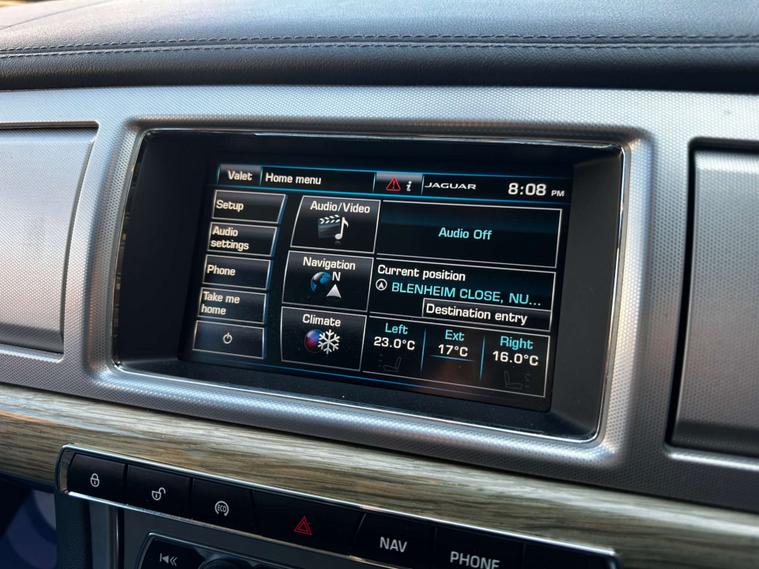 Valet
Home menu
i
JAGUAR
8:08 PM
Setup
Audio
settings
Phone
Take me
home
Audio/Video
Navigation
N
Climate
Audio Off
Current position
BLENHEIM CLOSE, NU...
Destination entry
Left
23.0°C
Ext
17°C
Right
16.0°C
ECO
NAV
PHONE